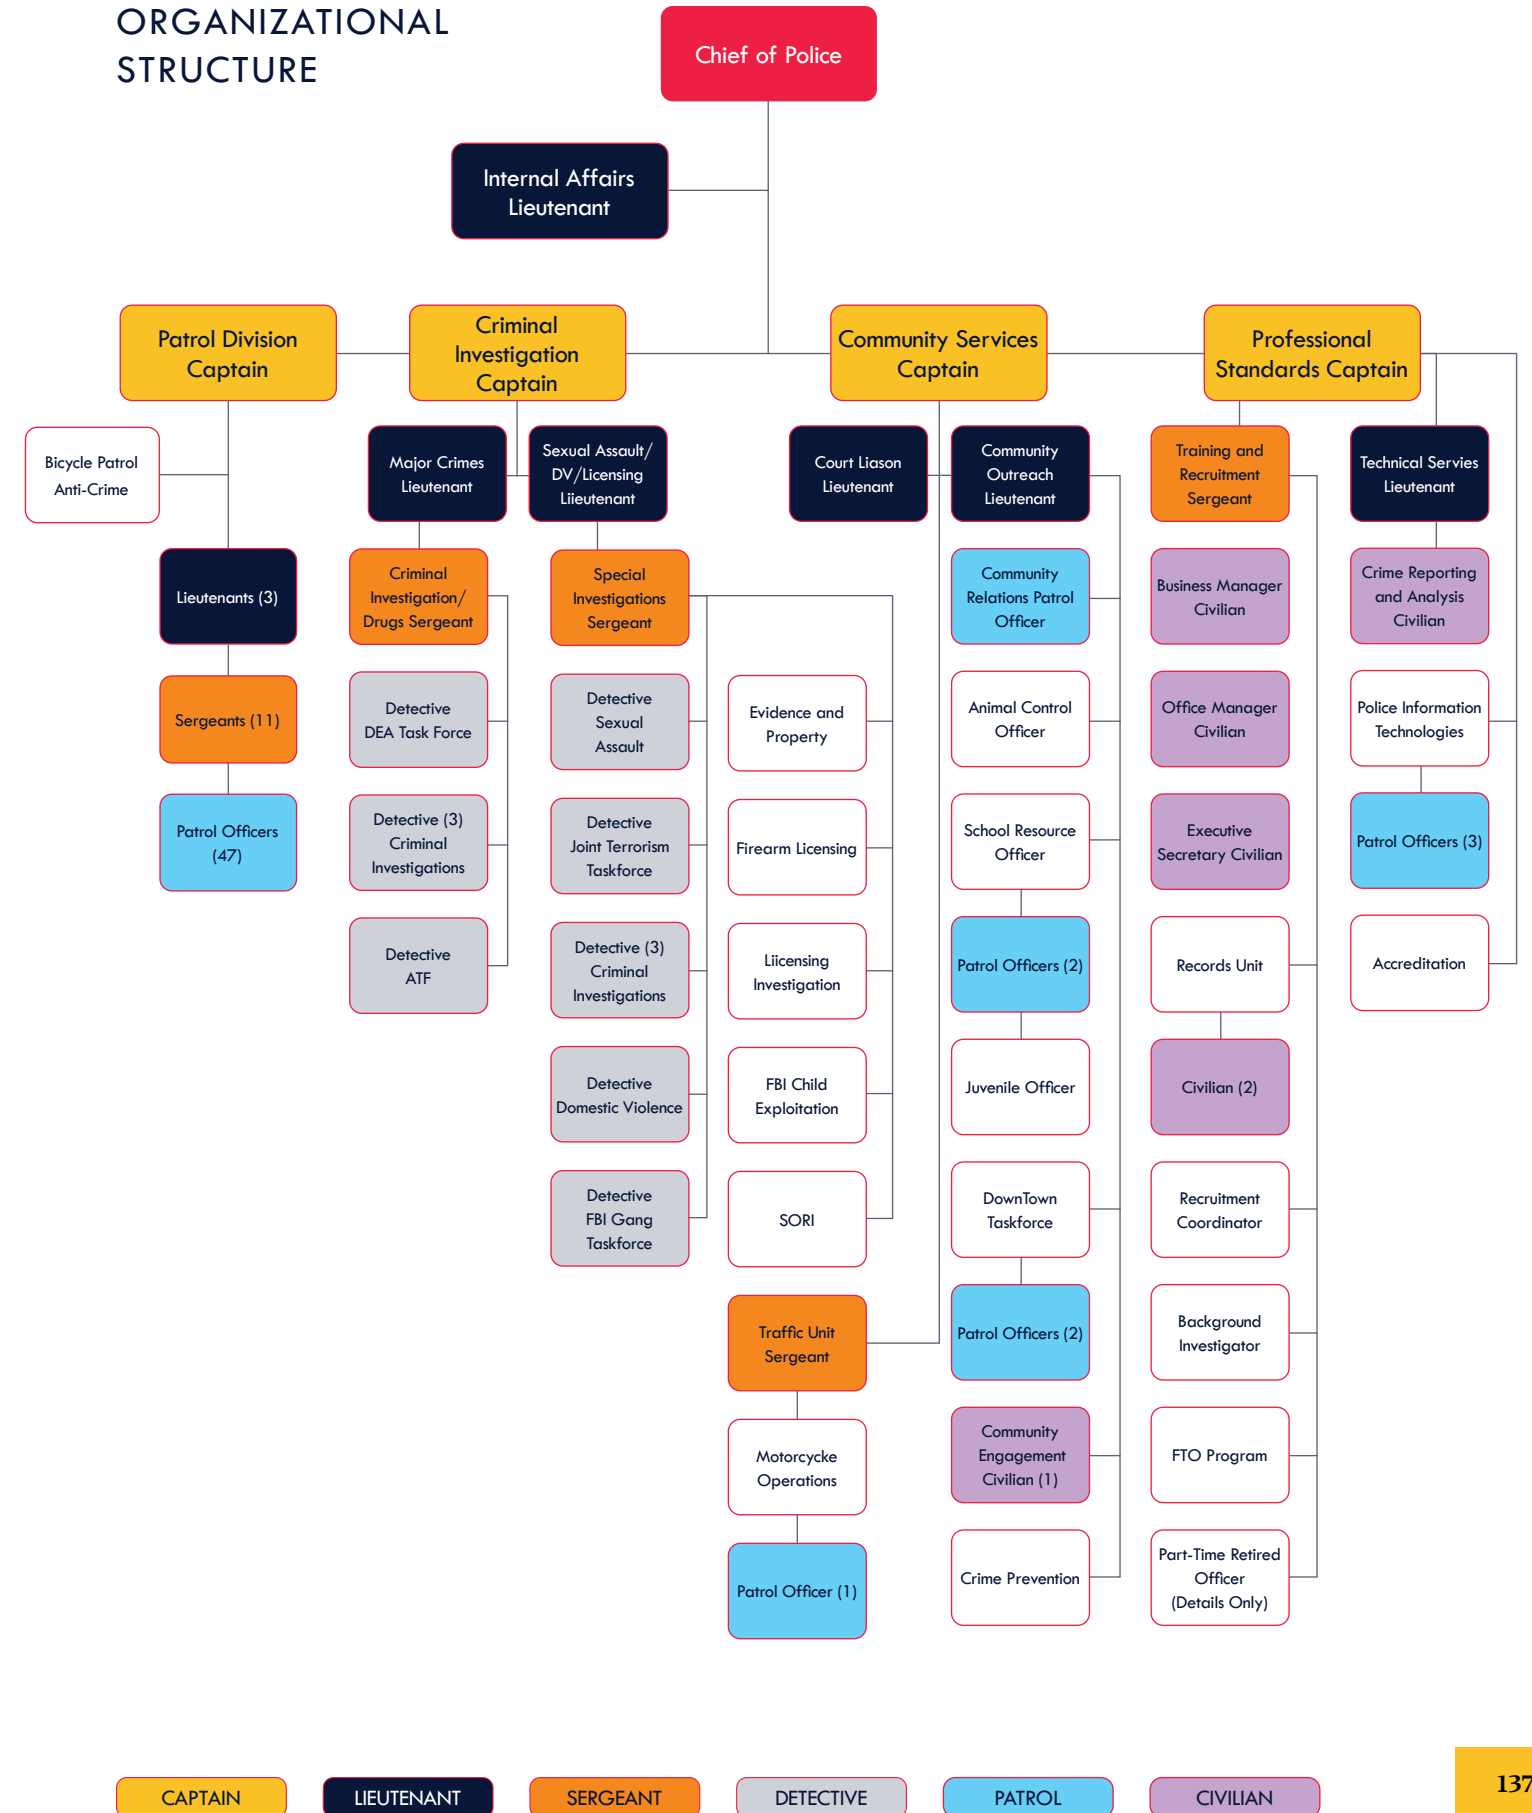 ORGANIZATIONAL
STRUCTURE
Chief of Police
Internal Affairs
Lieutenant
Patrol Division
Captain
Criminal
Investigation
Captain
Community Services
Captain
Professional
Standards Captain
Bicycle Patrol
Anti-Crime
Lieutenants (3)
Sergeants (11)
Patrol Officers
(47)
Major Crimes
Lieutenant
Criminal
Investigation/
Drugs Sergeant
Detective
DEA Task Force
Detective (3)
Criminal
Investigations
Detective
ATF
Sexual Assault/
DV/Licensing
Liieutenant
Special
Investigations
Sergeant
Detective
Sexual
Assault
Detective
Joint Terrorism
Taskforce
Detective (3)
Criminal
Investigations
Detective
Domestic Violence
Detective
FBI Gang
Taskforce
Evidence and
Property
Firearm Licensing
Liicensing
Investigation
FBI Child
Exploitation
SORI
Traffic Unit
Sergeant
Motorcycke
Operations
Patrol Officer (1)
Court Liason
Lieutenant
Community
Outreach
Lieutenant
Community
Relations Patrol
Officer
Animal Control
Officer
School Resource
Officer
Patrol Officers (2)
Juvenile Officer
DownTown
Taskforce
Patrol Officers (2)
Community
Engagement
Civilian (1)
Crime Prevention
Training and
Recruitment
Sergeant
Business Manager
Civilian
Office Manager
Civilian
Executive
Secretary Civilian
Records Unit
Civilian (2)
Recruitment
Coordinator
Background
Investigator
FTO Program
Part-Time Retired
Officer
(Details Only)
Technical Servies
Lieutenant
Crime Reporting
and Analysis
Civilian
Police Information
Technologies
Patrol Officers (3)
Accreditation
CAPTAIN
LIEUTENANT
SERGEANT
DETECTIVE
PATROL
CIVILIAN
137